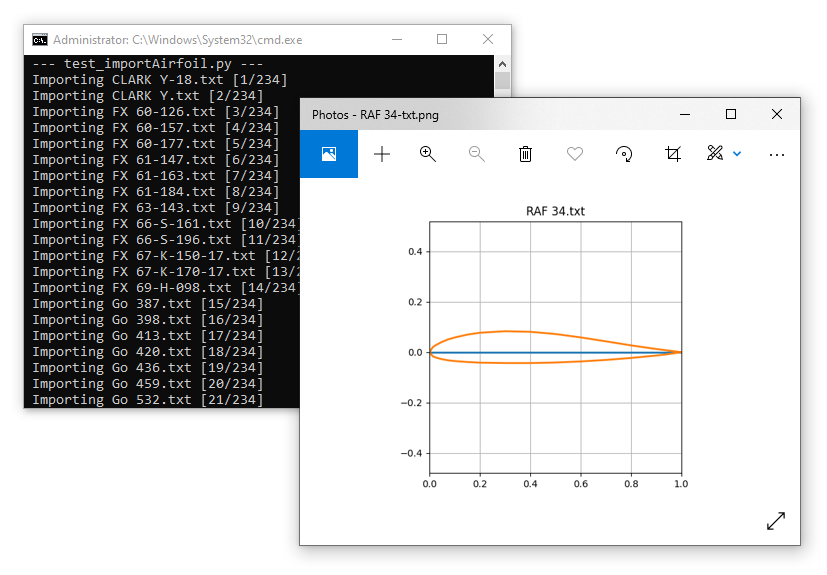 Administrator: C:\Windows\System32\cmd.exe
--- test_importAirfoil.py ---
Importing CLARK Y-18.txt [1/234]
Importing CLARK Y.txt [2/234]
Importing FX 60-126.txt [3/234]
Importing FX 60-157.txt [4/234]
Importing FX 60-177.txt [5/234]
Importing FX 61-147.txt [6/234]
Importing FX 61-163.txt [7/234]
Importing FX 61-184.txt [8/234]
Importing FX 63-143.txt [9/234]
Importing FX 66-S-161.txt [10/234]
Importing FX 66-S-196.txt [11/234]
Importing FX 67-K-150-17.txt [12/2
Importing FX 67-K-170-17.txt [13/2
Importing FX 69-H-098.txt [14/234]
Importing Go 387.txt [15/234]
Importing Go 398.txt [16/234]
Importing Go 413.txt [17/234]
Importing Go 420.txt [18/234]
Importing Go 436.txt [19/234]
Importing Go 459.txt [20/234]
Importing Go 532.txt [21/234]
Photos - RAF 34-txt.png
RAF 34.txt
0.4
0.2
0.0
−0.2
−0.4
0.0 0.2 0.4 0.6 0.8 1.0